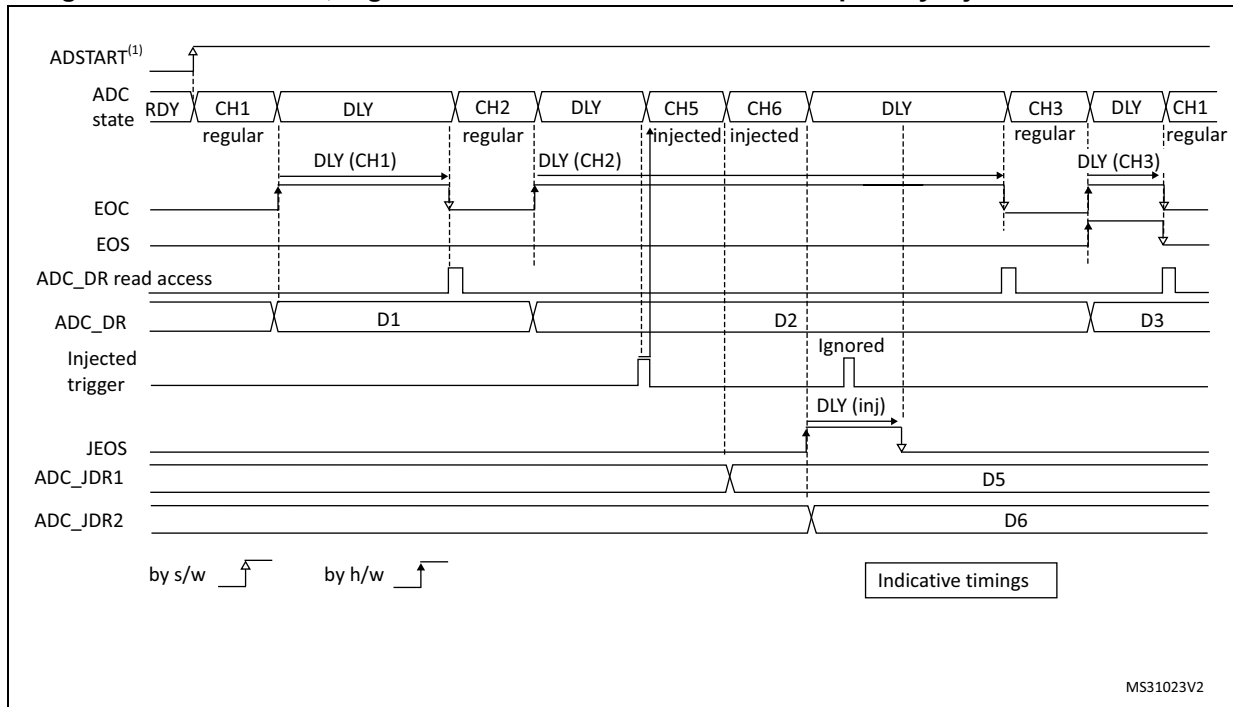 ADSTART(1)
ADC state
RDY CH1 DLY CH2 DLY CH5 CH6 DLY CH3 DLY CH1
regular regular injected injected regular regular
DLY (CH1) DLY (CH2) DLY (CH3)
EOC
EOS
ADC_DR read access
ADC_DR D1 D2 D3
Injected trigger
Ignored
DLY (inj)
JEOS
ADC_JDR1 D5
ADC_JDR2 D6
by s/w by h/w Indicative timings
MS31023V2